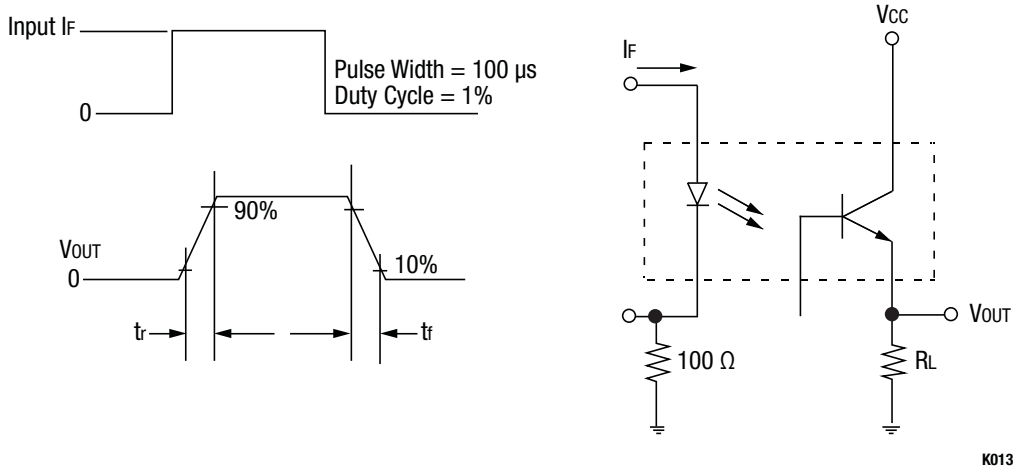 Input IF
0
Pulse Width = 100 µs
Duty Cycle = 1%
90%
VOUT
0
10%
tr
tf
VCC
IF
VOUT
100 Ω
RL
K013